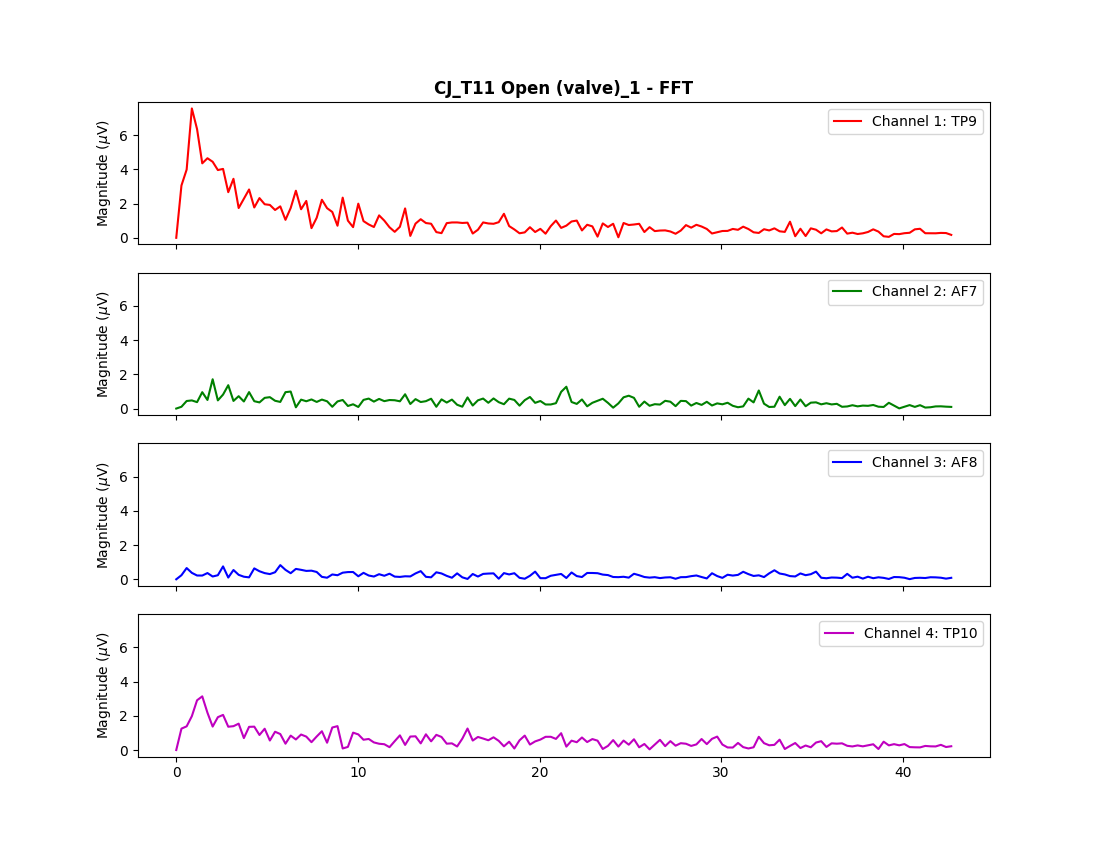 CJ_T11 Open (valve)_1 - FFT
Magnitude (μV)
6
4
2
0
Channel 1: TP9
Magnitude (μV)
6
4
2
0
Channel 2: AF7
Magnitude (μV)
6
4
2
0
Channel 3: AF8
Magnitude (μV)
6
4
2
0
Channel 4: TP10
0 10 20 30 40